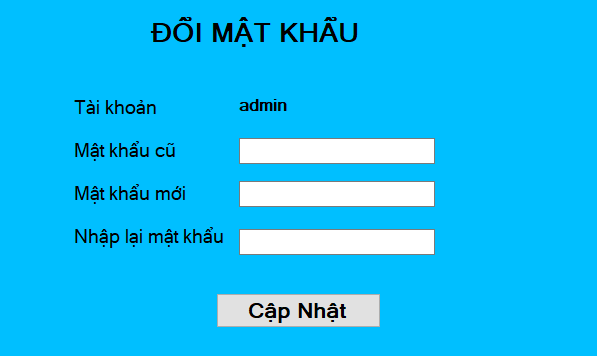 ĐỔI MẬT KHẨU
Tài khoản admin
Mật khẩu cũ
Mật khẩu mới
Nhập lại mật khẩu
Cập Nhật